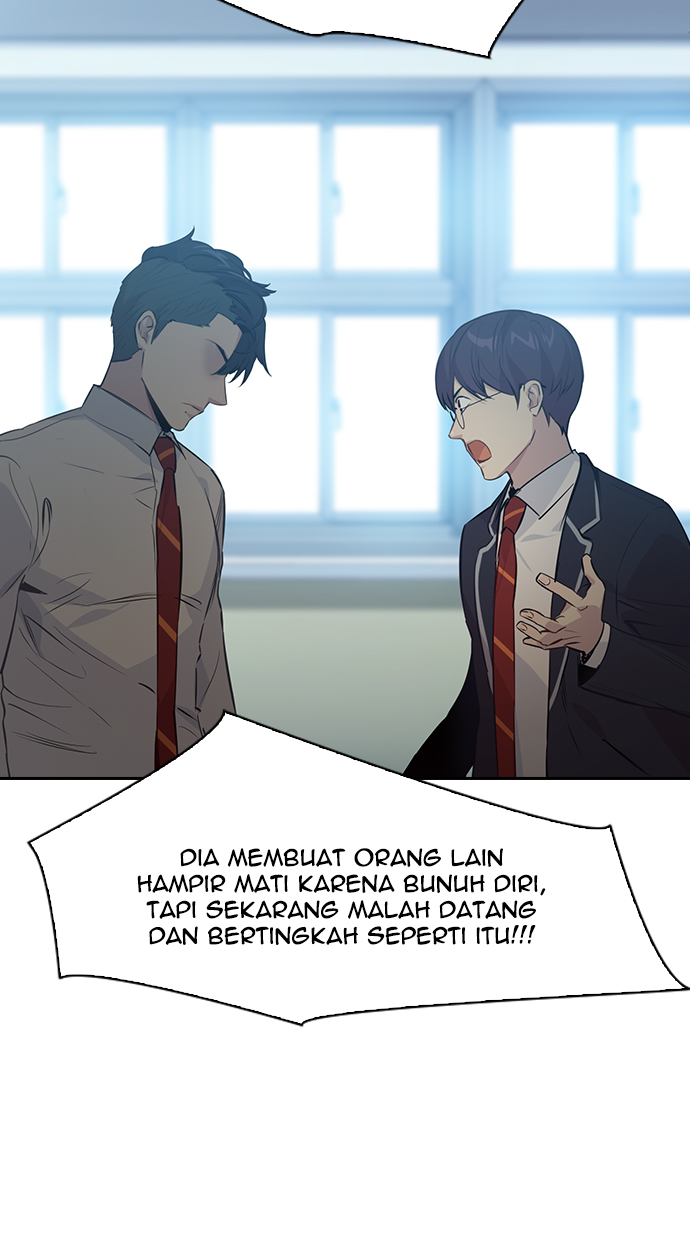 DIA MEMBUAT ORANG LAIN
HAMPIR MATI KARENA BUNUH DIRI,
TAPI SEKARANG MALAH DATANG
DAN BERTINGKAH SEPERTI ITU!!!